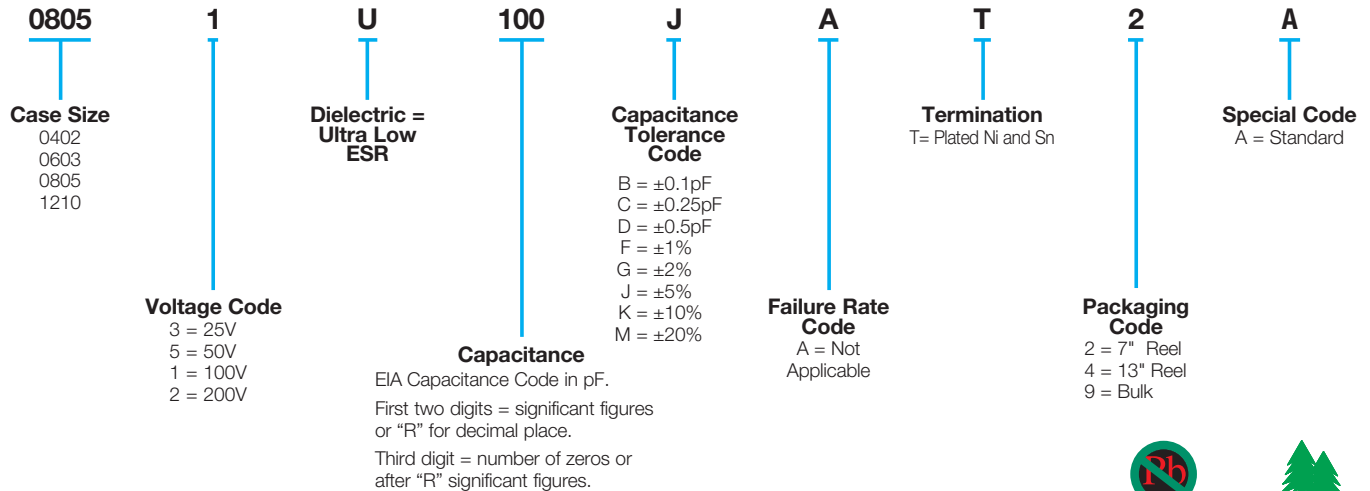 0805 1 U 100 J A T 2 A
Case Size
0402
0603
0805
1210
Voltage Code
3 = 25V
5 = 50V
1 = 100V
2 = 200V
Dielectric =
Ultra Low
ESR
Capacitance
EIA Capacitance Code in pF.
First two digits = significant figures
or “R” for decimal place.
Third digit = number of zeros or
after “R” significant figures.
Capacitance
Tolerance
Code
B = ±0.1pF
C = ±0.25pF
D = ±0.5pF
F = ±1%
G = ±2%
J = ±5%
K = ±10%
M = ±20%
Failure Rate
Code
A = Not
Applicable
Termination
T= Plated Ni and Sn
Packaging
Code
2 = 7" Reel
4 = 13" Reel
9 = Bulk
Special Code
A = Standard
Pb